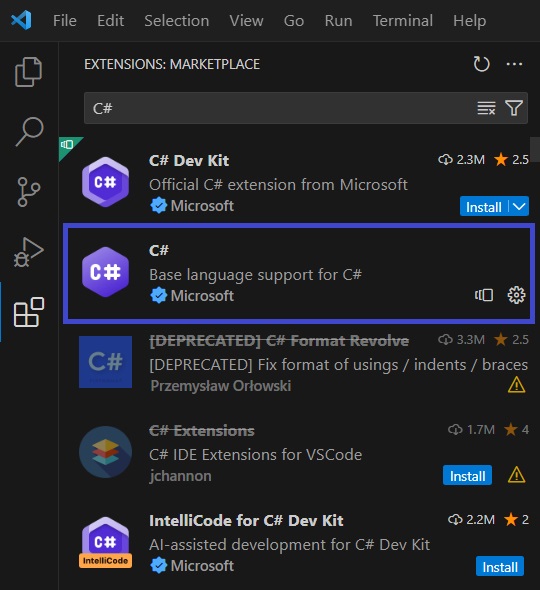 File Edit Selection View Go Run Terminal Help
EXTENSIONS: MARKETPLACE
C#
C# Dev Kit 2.3M 2.5
Official C# extension from Microsoft
Microsoft Install
C#
C#
Base language support for C#
Microsoft
C#
[DEPRECATED] C# Format Revolve 3.3M 2.5
[DEPRECATED] Fix format of usings / indents / braces
Przemysław Orłowski
C#
C# Extensions 1.7M 4
C# IDE Extensions for VSCode
jchannon Install
IntelliCode for C# Dev Kit 2.2M 2
AI-assisted development for C# Dev Kit
Microsoft Install
C#
IntelliCode